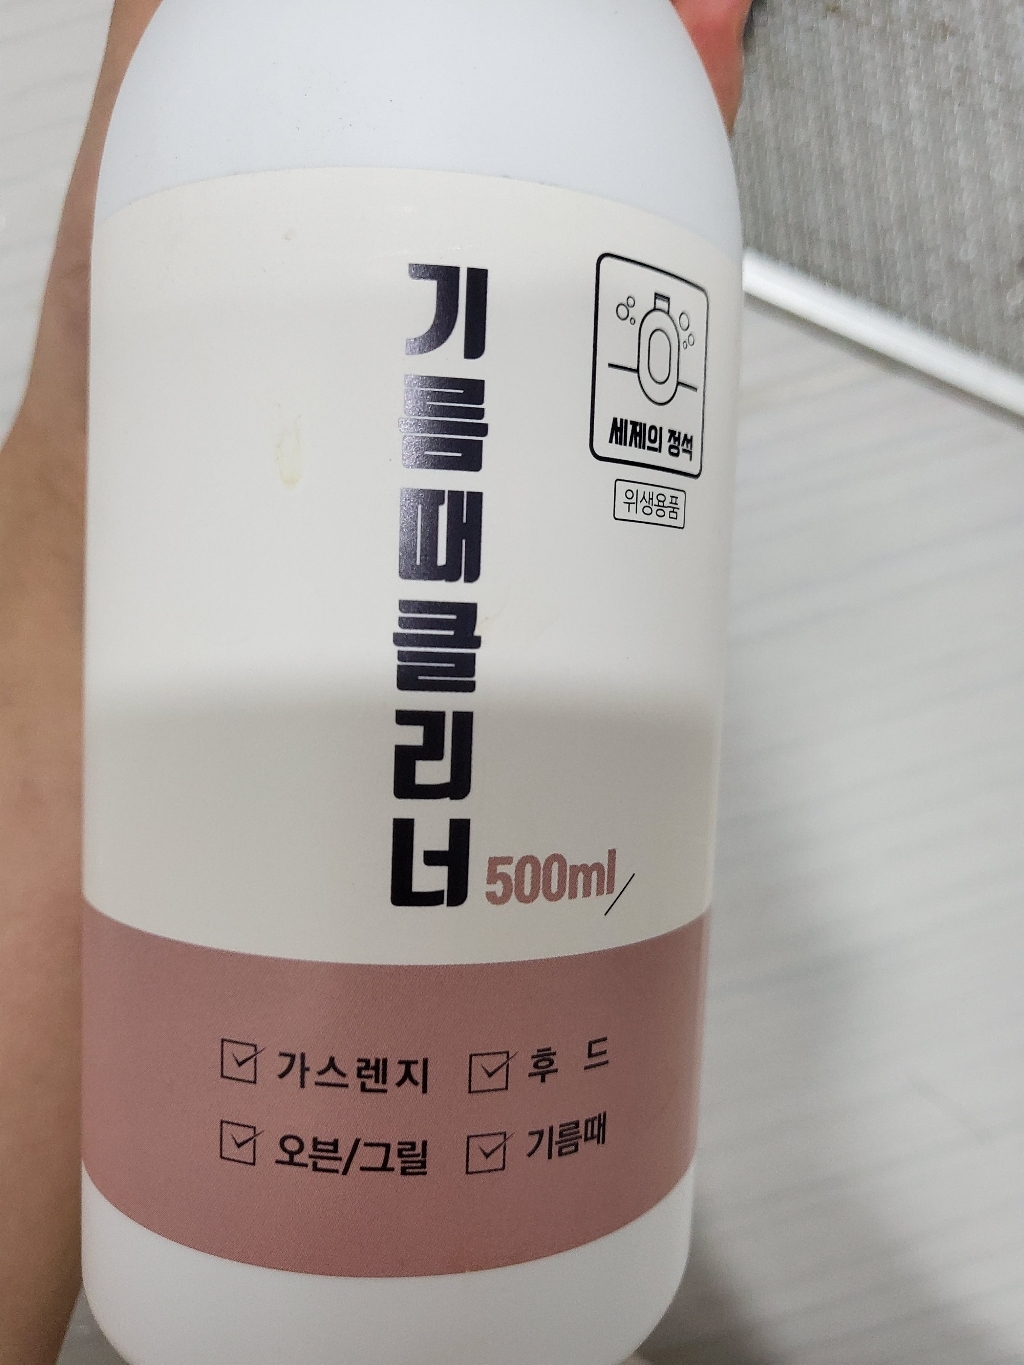 기름때클리너
세제의 정석
위생용품
500ml
가스렌지 후 드
오븐/그릴 기름때